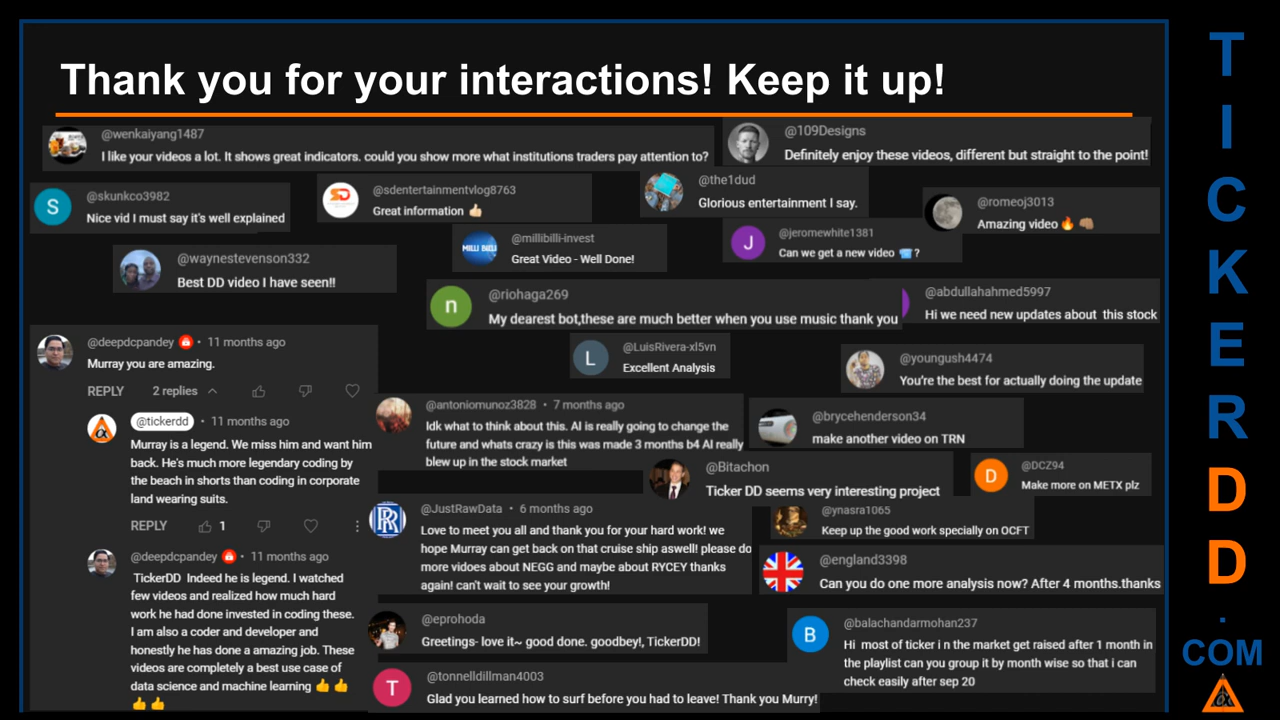 Thank you for your interactions! Keep it up!
@wenkaiyang1487
I like your videos a lot. It shows great indicators. could you show more what institutions traders pay attention to?
@109Designs
Definitely enjoy these videos, different but straight to the point!
S
@skunkco3982
Nice vid I must say it's well explained
SD
@sdentertainmentvlog8763
Great information 👍🏻
@the1dud
Glorious entertainment I say.
@romeoj3013
Amazing video 🔥 👊🏽
@waynestevenson332
Best DD video I have seen!!
MILLI BILLI
@millibilli-invest
Great Video - Well Done!
J
@jeromewhite1381
Can we get a new video ?
n
@riohaga269
My dearest bot,these are much better when you use music thank you
@abdullahahmed5997
Hi we need new updates about this stock
L
@LuisRivera-xl5vn
Excellent Analysis
@youngush4474
You're the best for actually doing the update
@deepdcpandey • 11 months ago
Murray you are amazing.
REPLY 2 replies
@tickerdd • 11 months ago
Murray is a legend. We miss him and want him
back. He's much more legendary coding by
the beach in shorts than coding in corporate
land wearing suits.
REPLY 1
@deepdcpandey • 11 months ago
TickerDD Indeed he is legend. I watched
few videos and realized how much hard
work he had done invested in coding these.
I am also a coder and developer and
honestly he has done a amazing job. These
videos are completely a best use case of
data science and machine learning 👍 👍
👍 👍
@antoniomunoz3828 • 7 months ago
Idk what to think about this. AI is really going to change the
future and whats crazy is this was made 3 months b4 AI really
blew up in the stock market
@brycehenderson34
make another video on TRN
@Bitachon
Ticker DD seems very interesting project
D
@DCZ94
Make more on METX plz
RR
@JustRawData • 6 months ago
Love to meet you all and thank you for your hard work! we
hope Murray can get back on that cruise ship aswell! please do
more vidoes about NEGG and maybe about RYCEY thanks
again! can't wait to see your growth!
@ynasra1065
Keep up the good work specially on OCFT
@england3398
Can you do one more analysis now? After 4 months.thanks
@eprohoda
Greetings- love it~ good done. goodbey!, TickerDD!
B
@balachandarmohan237
Hi most of ticker i n the market get raised after 1 month in
the playlist can you group it by month wise so that i can
check easily after sep 20
T
@tonnelldillman4003
Glad you learned how to surf before you had to leave! Thank you Murry!
T
I
C
K
E
R
D
D
.
COM